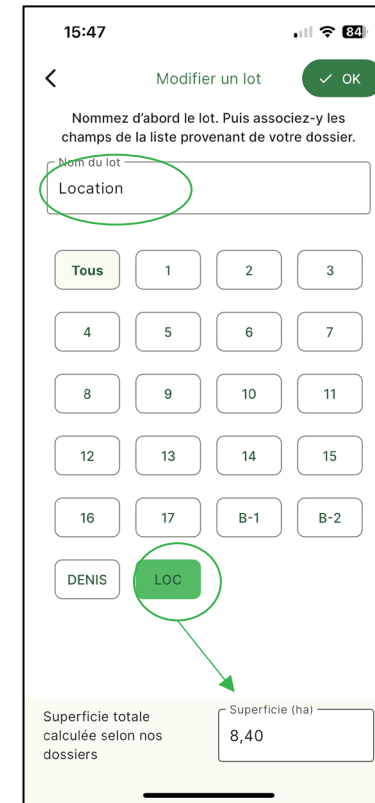 15:47 84
Modifier un lot OK
Nommez d'abord le lot. Puis associez-y les
champs de la liste provenant de votre dossier.
Nom du lot
Location
Tous 1 2 3
4 5 6 7
8 9 10 11
12 13 14 15
16 17 B-1 B-2
DENIS LOC
Superficie totale
calculée selon nos
dossiers
Superficie (ha)
8,40